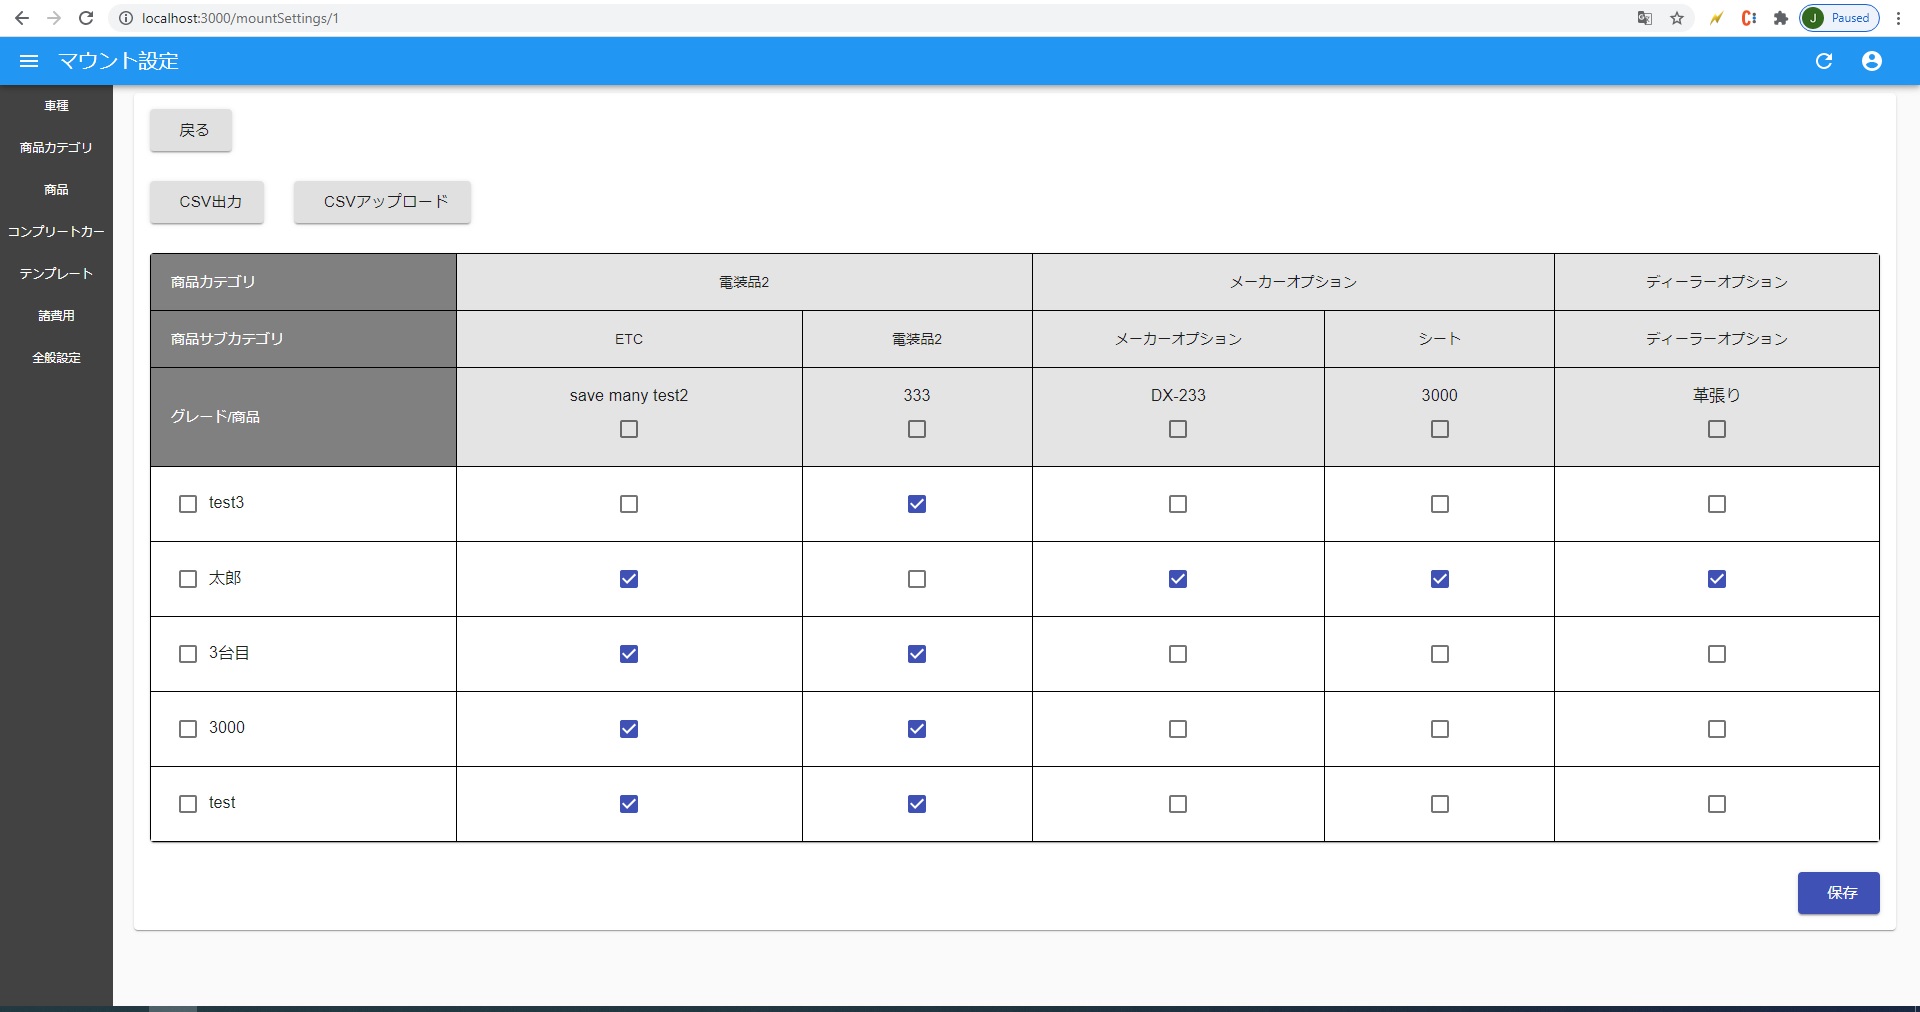 localhost:3000/mountSettings/1
J Paused
マウント設定
車種
商品カテゴリ
商品
コンプリートカー
テンプレート
諸費用
全般設定
戻る
CSV出力 CSVアップロード
商品カテゴリ 電装品2 メーカーオプション ディーラーオプション
商品サブカテゴリ ETC 電装品2 メーカーオプション シート ディーラーオプション
グレード/商品 save many test2 333 DX-233 3000 革張り
test3
太郎
3台目
3000
test
保存